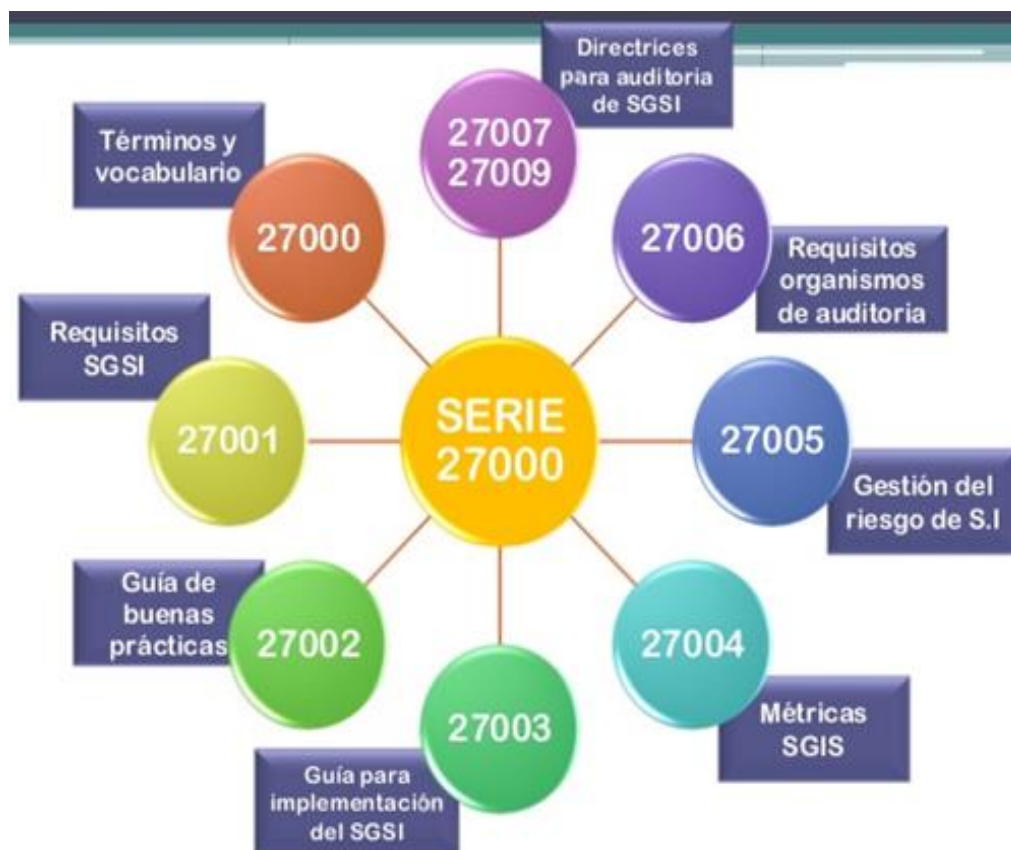 Directrices
para auditoria
de SGSI
27007
27009
Términos y
vocabulario
27000
27006
Requisitos
organismos
de auditoria
Requisitos
SGSI
27001
SERIE
27000
27005
Gestión del
riesgo de S.I
Guía de
buenas
prácticas
27002
27004
Métricas
SGIS
27003
Guía para
implementación
del SGSI